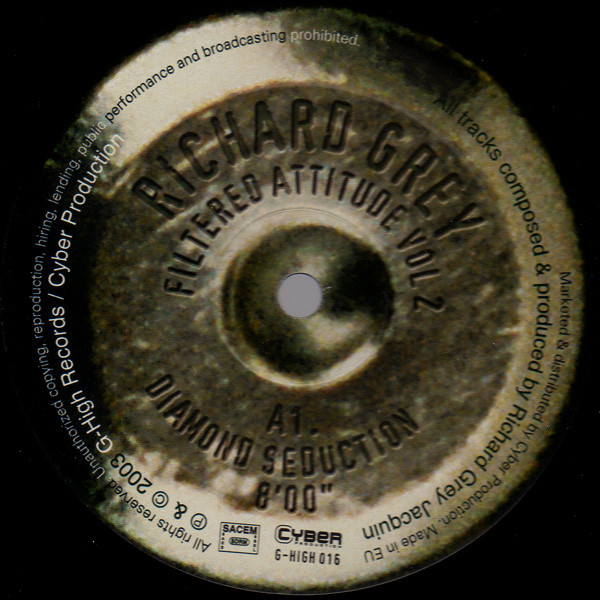 RICHARD GREY
FILTERED ATTITUDE VOL 2
A1.
DIAMOND SEDUCTION
8'00"
SACEM
SDRM
CYBER
PRODUCTION
G-HIGH 016
All tracks composed & produced by Richard Grey Jacquin
Marketed & distributed by Cyber Production. Made in EU
℗ & © 2003 G-High Records / Cyber Production
All rights reserved. Unauthorized copying, reproduction, hiring, lending, public performance and broadcasting prohibited.